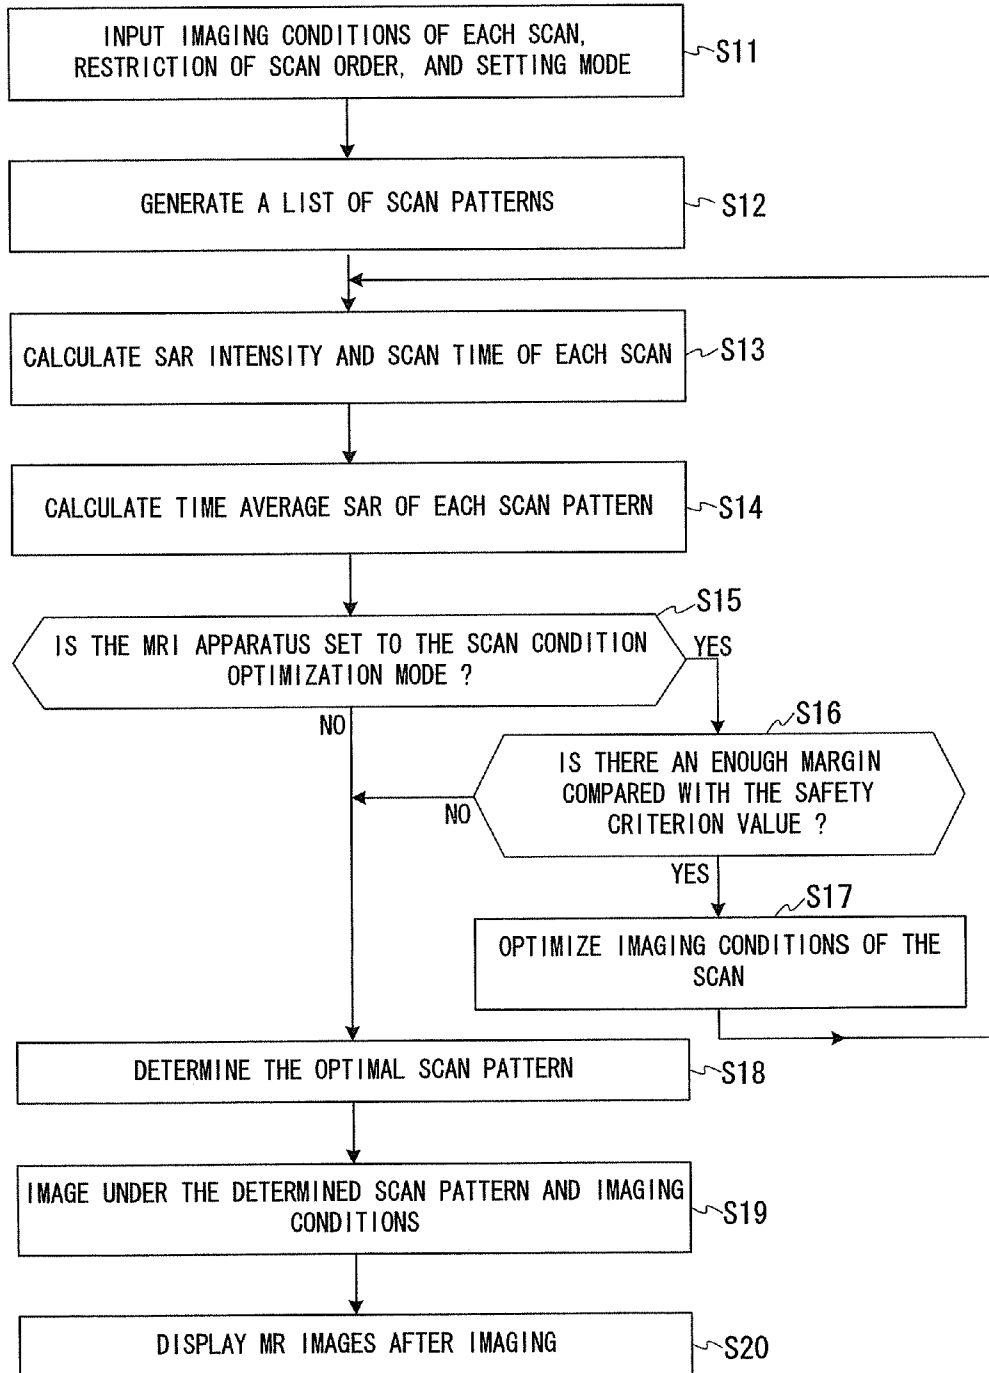 INPUT IMAGING CONDITIONS OF EACH SCAN,
RESTRICTION OF SCAN ORDER, AND SETTING MODE
S11
GENERATE A LIST OF SCAN PATTERNS
S12
CALCULATE SAR INTENSITY AND SCAN TIME OF EACH SCAN
S13
CALCULATE TIME AVERAGE SAR OF EACH SCAN PATTERN
S14
S15
IS THE MRI APPARATUS SET TO THE SCAN CONDITION
OPTIMIZATION MODE ?
YES
NO
S16
IS THERE AN ENOUGH MARGIN
COMPARED WITH THE SAFETY
CRITERION VALUE ?
NO
YES
S17
OPTIMIZE IMAGING CONDITIONS OF THE
SCAN
DETERMINE THE OPTIMAL SCAN PATTERN
S18
IMAGE UNDER THE DETERMINED SCAN PATTERN AND IMAGING
CONDITIONS
S19
DISPLAY MR IMAGES AFTER IMAGING
S20